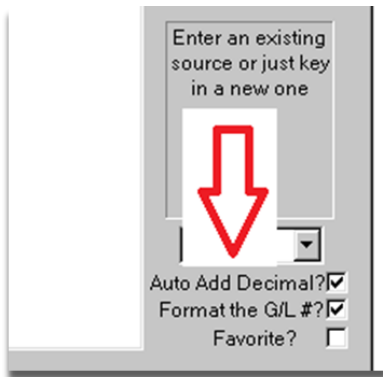 Enter an existing
source or just key
in a new one
Auto Add Decimal?
Format the G/L #?
Favorite?